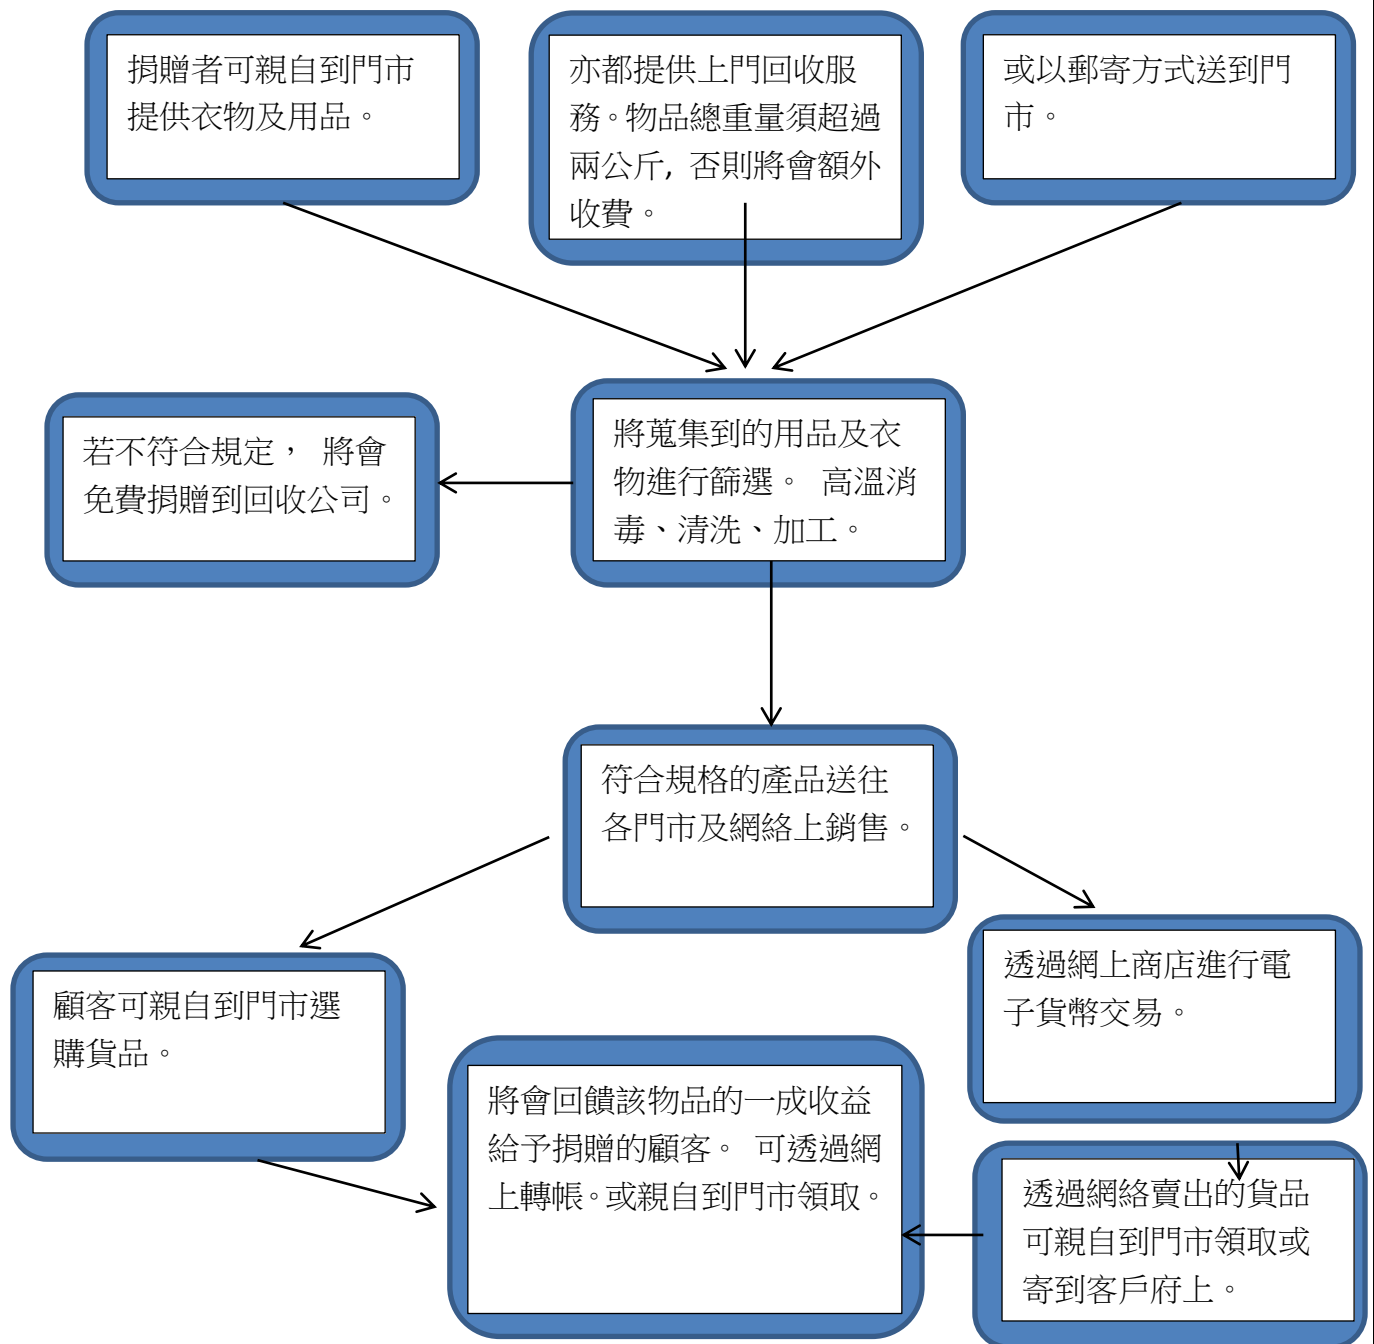 捐贈者可親自到門市
提供衣物及用品。
亦都提供上門回收服
務。物品總重量須超過
兩公斤, 否則將會額外
收費。
或以郵寄方式送到門
市。
若不符合規定， 將會
免費捐贈到回收公司。
將蒐集到的用品及衣
物進行篩選。 高溫消
毒、清洗、加工。
符合規格的產品送往
各門市及網絡上銷售。
顧客可親自到門市選
購貨品。
透過網上商店進行電
子貨幣交易。
將會回饋該物品的一成收益
給予捐贈的顧客。 可透過網
上轉帳。或親自到門市領取。
透過網絡賣出的貨品
可親自到門市領取或
寄到客戶府上。